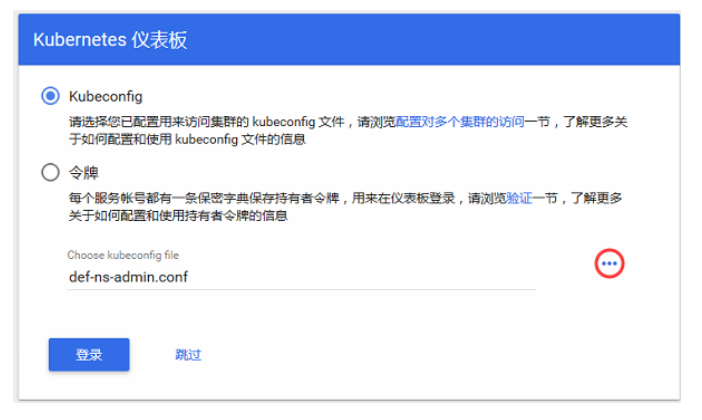 Kubernetes 仪表板
Kubeconfig
请选择您已配置用来访问集群的 kubeconfig 文件，请浏览配置对多个集群的访问一节，了解更多关
于如何配置和使用 kubeconfig 文件的信息
令牌
每个服务帐号都有一条保密字典保存持有者令牌，用来在仪表板登录，请浏览验证一节，了解更多
关于如何配置和使用持有者令牌的信息
Choose kubeconfig file
def-ns-admin.conf
登录 跳过